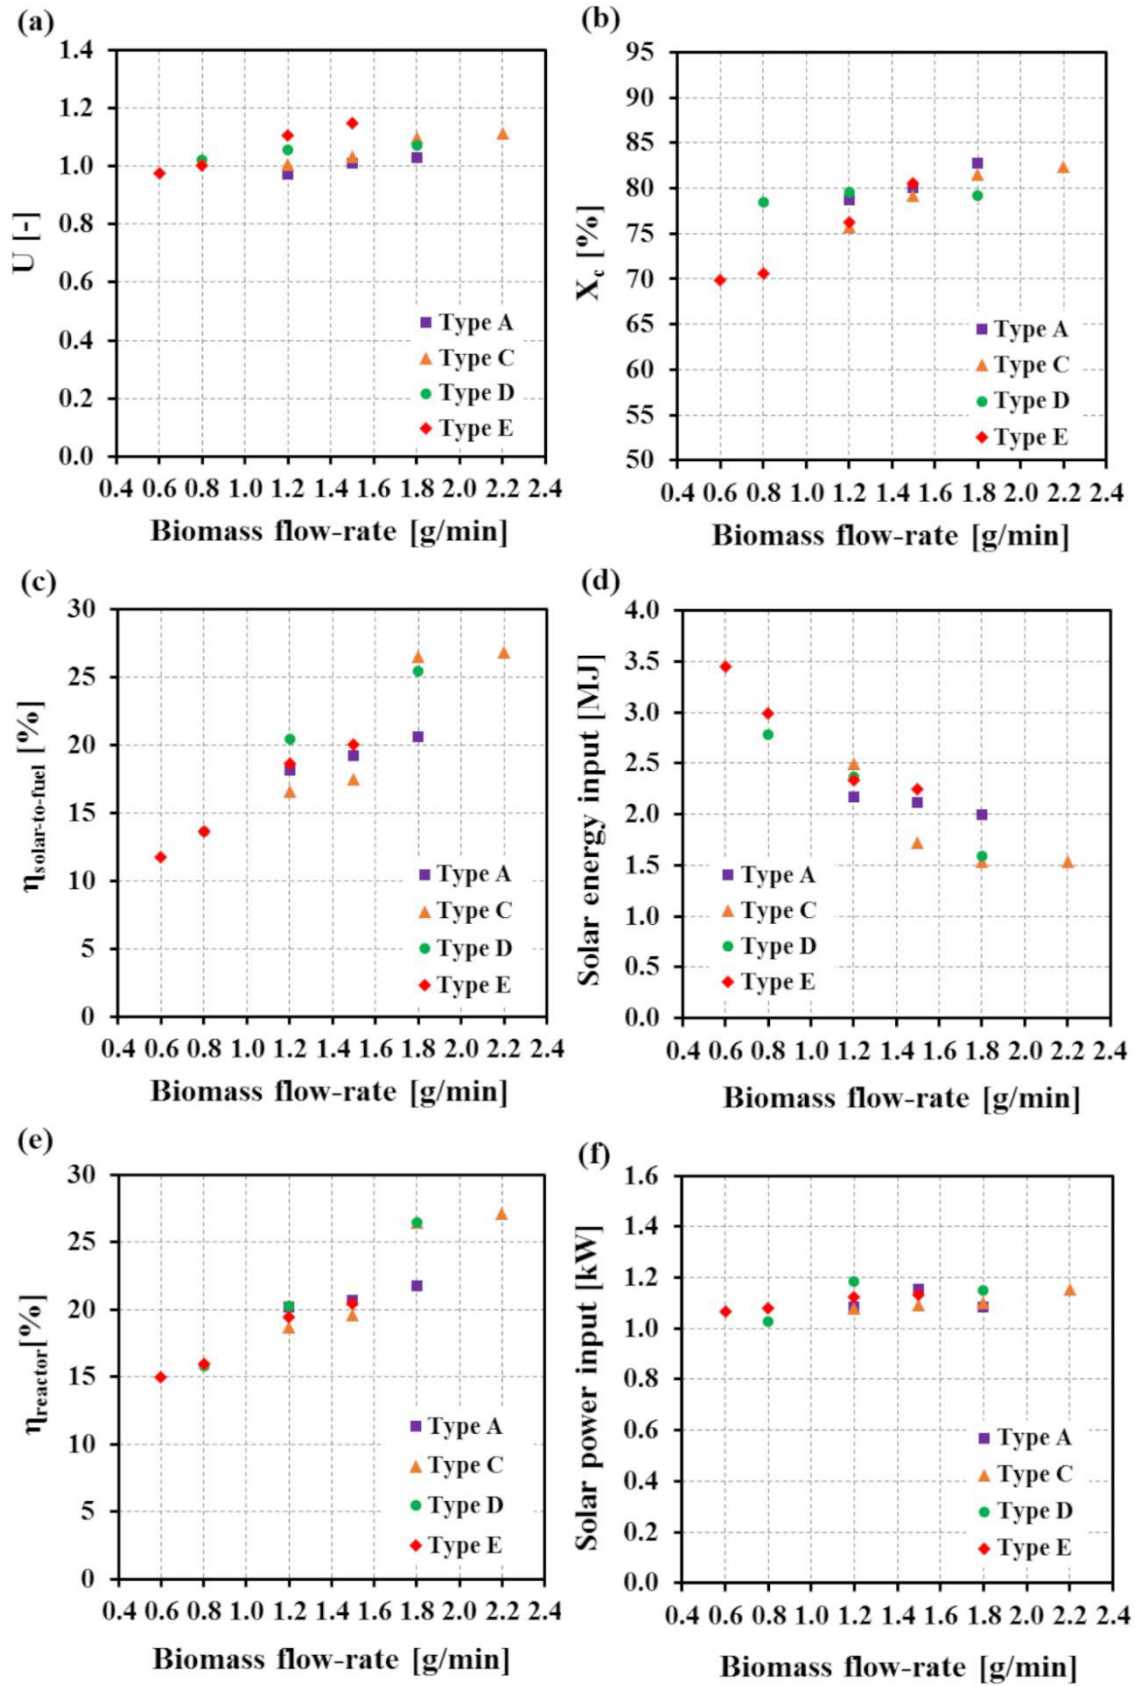 (a)
1.4
1.2
1.0
0.8
0.6
0.4
0.2
0.0
U [-]
Type A
Type C
Type D
Type E
0.4 0.6 0.8 1.0 1.2 1.4 1.6 1.8 2.0 2.2 2.4
Biomass flow-rate [g/min]
(b)
95
90
85
80
75
70
65
60
55
50
Xc [%]
Type A
Type C
Type D
Type E
0.4 0.6 0.8 1.0 1.2 1.4 1.6 1.8 2.0 2.2 2.4
Biomass flow-rate [g/min]
(c)
30
25
20
15
10
5
0
ηsolar-to-fuel [%]
Type A
Type C
Type D
Type E
0.4 0.6 0.8 1.0 1.2 1.4 1.6 1.8 2.0 2.2 2.4
Biomass flow-rate [g/min]
(d)
4.0
3.5
3.0
2.5
2.0
1.5
1.0
0.5
0.0
Solar energy input [MJ]
Type A
Type C
Type D
Type E
0.4 0.6 0.8 1.0 1.2 1.4 1.6 1.8 2.0 2.2 2.4
Biomass flow-rate [g/min]
(e)
30
25
20
15
10
5
0
ηreactor[%]
Type A
Type C
Type D
Type E
0.4 0.6 0.8 1.0 1.2 1.4 1.6 1.8 2.0 2.2 2.4
Biomass flow-rate [g/min]
(f)
1.6
1.4
1.2
1.0
0.8
0.6
0.4
0.2
0.0
Solar power input [kW]
Type A
Type C
Type D
Type E
0.4 0.6 0.8 1.0 1.2 1.4 1.6 1.8 2.0 2.2 2.4
Biomass flow-rate [g/min]